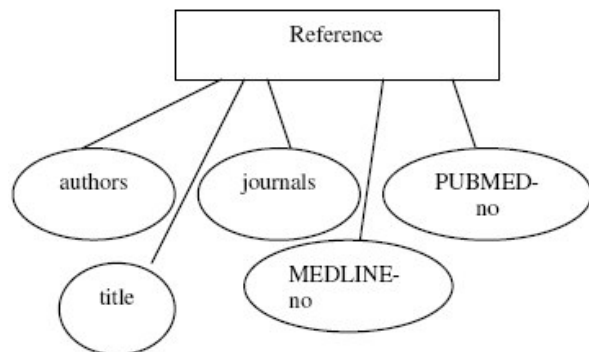 Reference
authors
journals
PUBMED-
no
title
MEDLINE-
no